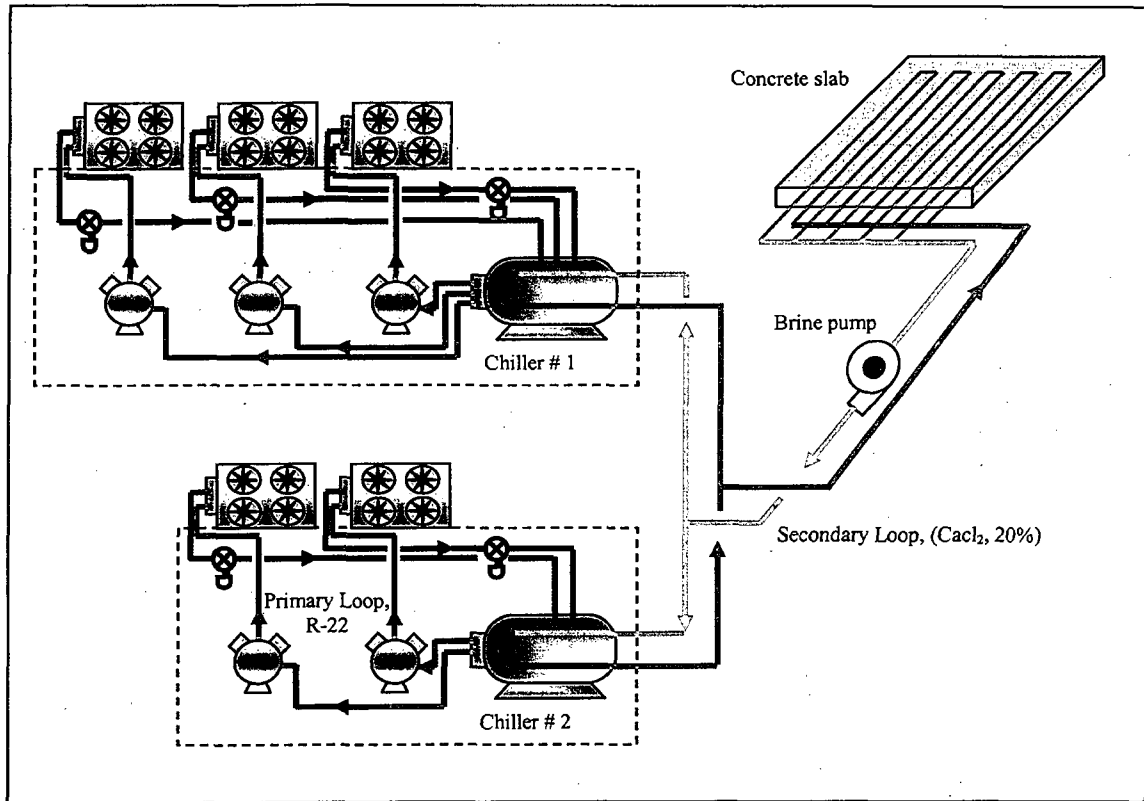 Concrete slab
Brine pump
Chiller # 1
Secondary Loop, (Cacl₂, 20%)
Primary Loop,
R-22
Chiller # 2